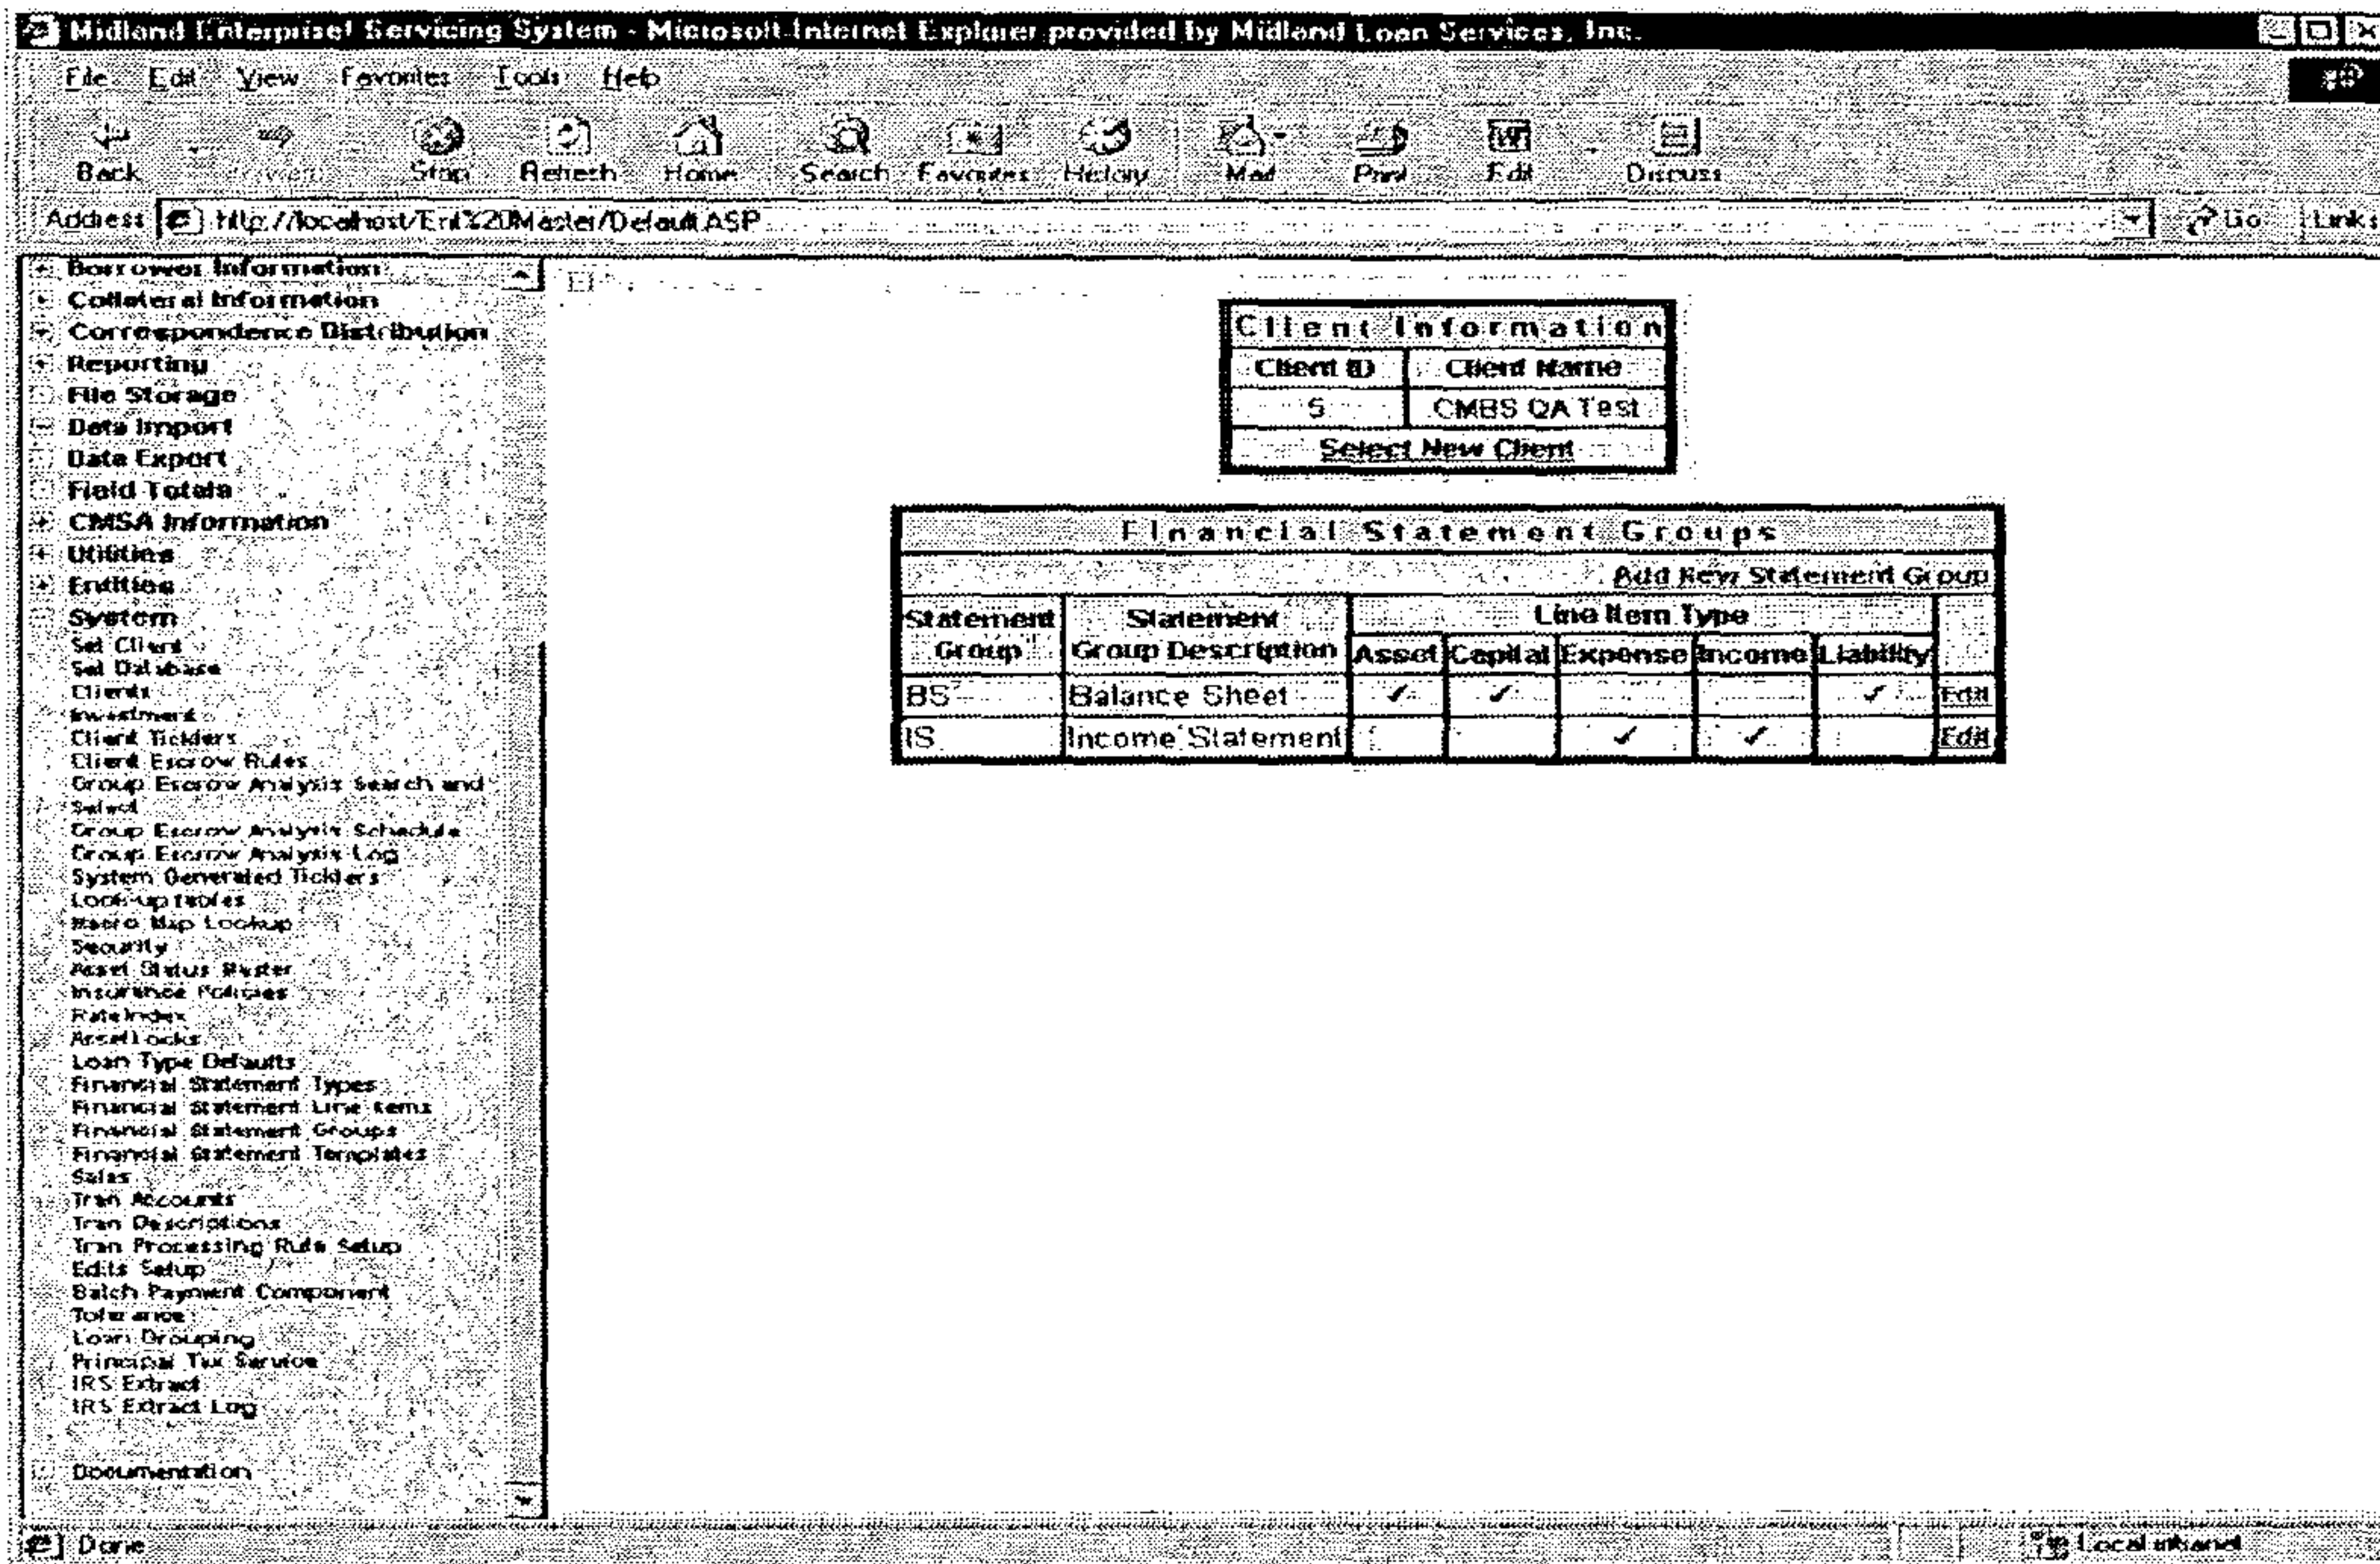 Midland Enterprise! Servicing System - Microsoft Internet Explorer provided by Midland Loan Services, Inc.
File Edit View Favorites Tools Help
Back Forward Stop Refresh Home Search Favorites History Mail Print Edit Discuss
Address http://localhost/Ent%20Master/Default.ASP Go Links
Borrower Information
Collateral Information
Correspondence Distribution
Reporting
File Storage
Data Import
Data Export
Field Totals
CMSA Information
Utilities
Entities
System
Set Client
Set Database
Clients
Investment
Client Ticklers
Client Escrow Rules
Group Escrow Analysis Search and
Select
Group Escrow Analysis Schedule
Group Escrow Analysis Log
System Generated Ticklers
Look-up tables
Macro Map Lookup
Security
Asset Status Roster
Insurance Policies
RateIndex
AssetLocks
Loan Type Defaults
Financial Statement Types
Financial Statement Line Items
Financial Statement Groups
Financial Statement Templates
Sales
Tran Accounts
Tran Descriptions
Tran Processing Rule Setup
Edits Setup
Batch Payment Component
Tolerance
Loan Grouping
Principal Tax Service
IRS Extract
IRS Extract Log
Documentation
Client Information
Client ID Client Name
5 CMBS QA Test
Select New Client
Financial Statement Groups
Add New Statement Group
Statement Group Statement Group Description Line Item Type
Asset Capital Expense Income Liability
BS Balance Sheet ✓ ✓ ✓ Edit
IS Income Statement ✓ ✓ Edit
Done Local intranet